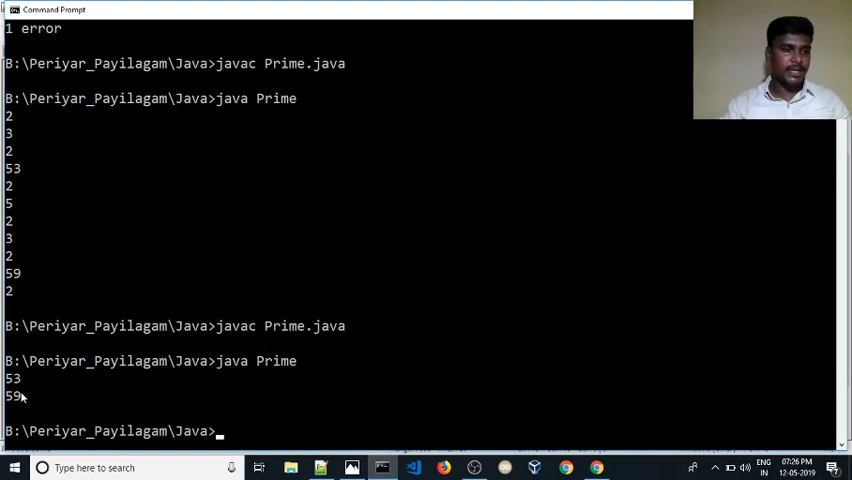 Command Prompt
1 error
B:\Periyar_Payilagam\Java>javac Prime.java
B:\Periyar_Payilagam\Java>java Prime
2
3
2
53
2
5
2
3
2
59
2
B:\Periyar_Payilagam\Java>javac Prime.java
B:\Periyar_Payilagam\Java>java Prime
53
59
B:\Periyar_Payilagam\Java>
Type here to search
ENG
IN
07:26 PM
12-05-2019